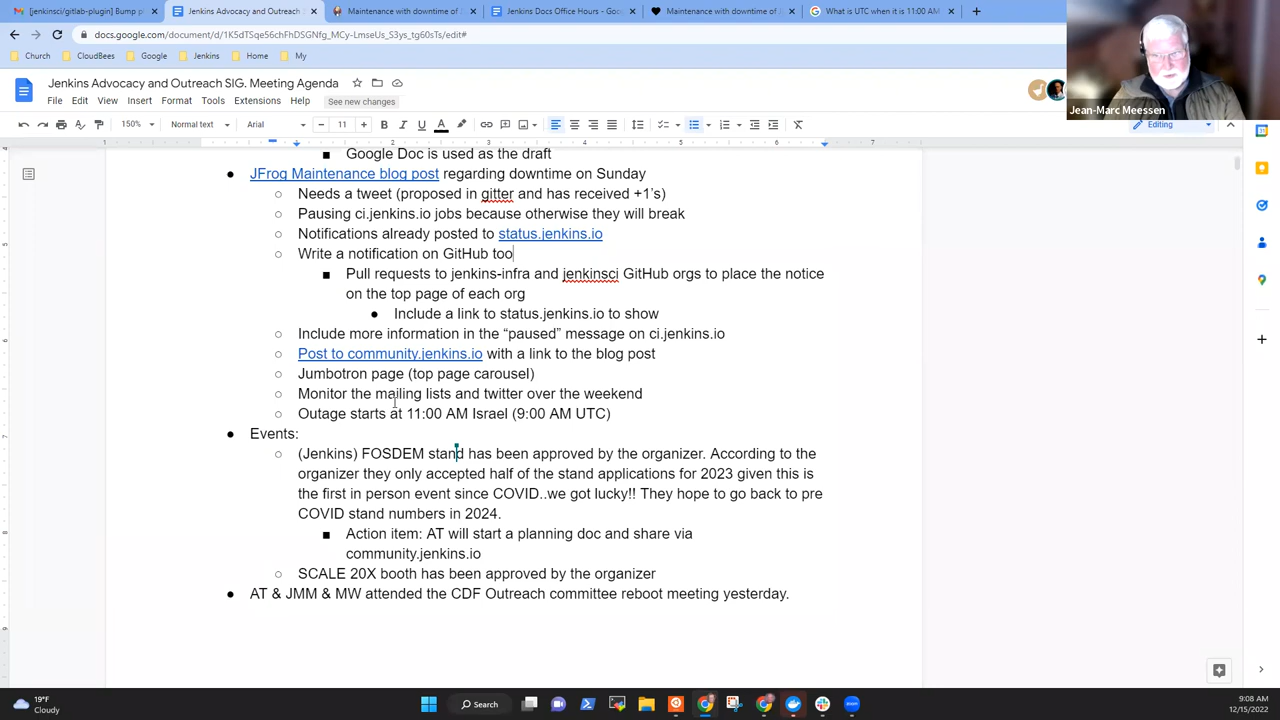 [jenkinsci/gitlab-plugin] Bump p
Jenkins Advocacy and Outreach S
Maintenance with downtime of J
Jenkins Docs Office Hours - Goog
Maintenance with downtime of J
What is UTC when it is 11:00 AM
docs.google.com/document/d/1K5dTSqe56chFhDSGNfg_MCy-LmseUs_S3ys_tg60sTs/edit#
Church
CloudBees
Google
Jenkins
Home
My
Jenkins Advocacy and Outreach SIG. Meeting Agenda
File Edit View Insert Format Tools Extensions Help See new changes
Jean-Marc Meessen
150% Normal text Arial 11 Editing
1 2 3 4 5 6 7
Google Doc is used as the draft
JFrog Maintenance blog post regarding downtime on Sunday
Needs a tweet (proposed in gitter and has received +1's)
Pausing ci.jenkins.io jobs because otherwise they will break
Notifications already posted to status.jenkins.io
Write a notification on GitHub too
Pull requests to jenkins-infra and jenkinsci GitHub orgs to place the notice
on the top page of each org
Include a link to status.jenkins.io to show
Include more information in the “paused” message on ci.jenkins.io
Post to community.jenkins.io with a link to the blog post
Jumbotron page (top page carousel)
Monitor the mailing lists and twitter over the weekend
Outage starts at 11:00 AM Israel (9:00 AM UTC)
Events:
(Jenkins) FOSDEM stand has been approved by the organizer. According to the
organizer they only accepted half of the stand applications for 2023 given this is
the first in person event since COVID..we got lucky!! They hope to go back to pre
COVID stand numbers in 2024.
Action item: AT will start a planning doc and share via
community.jenkins.io
SCALE 20X booth has been approved by the organizer
AT & JMM & MW attended the CDF Outreach committee reboot meeting yesterday.
19°F
Cloudy
Search
9:08 AM
12/15/2022